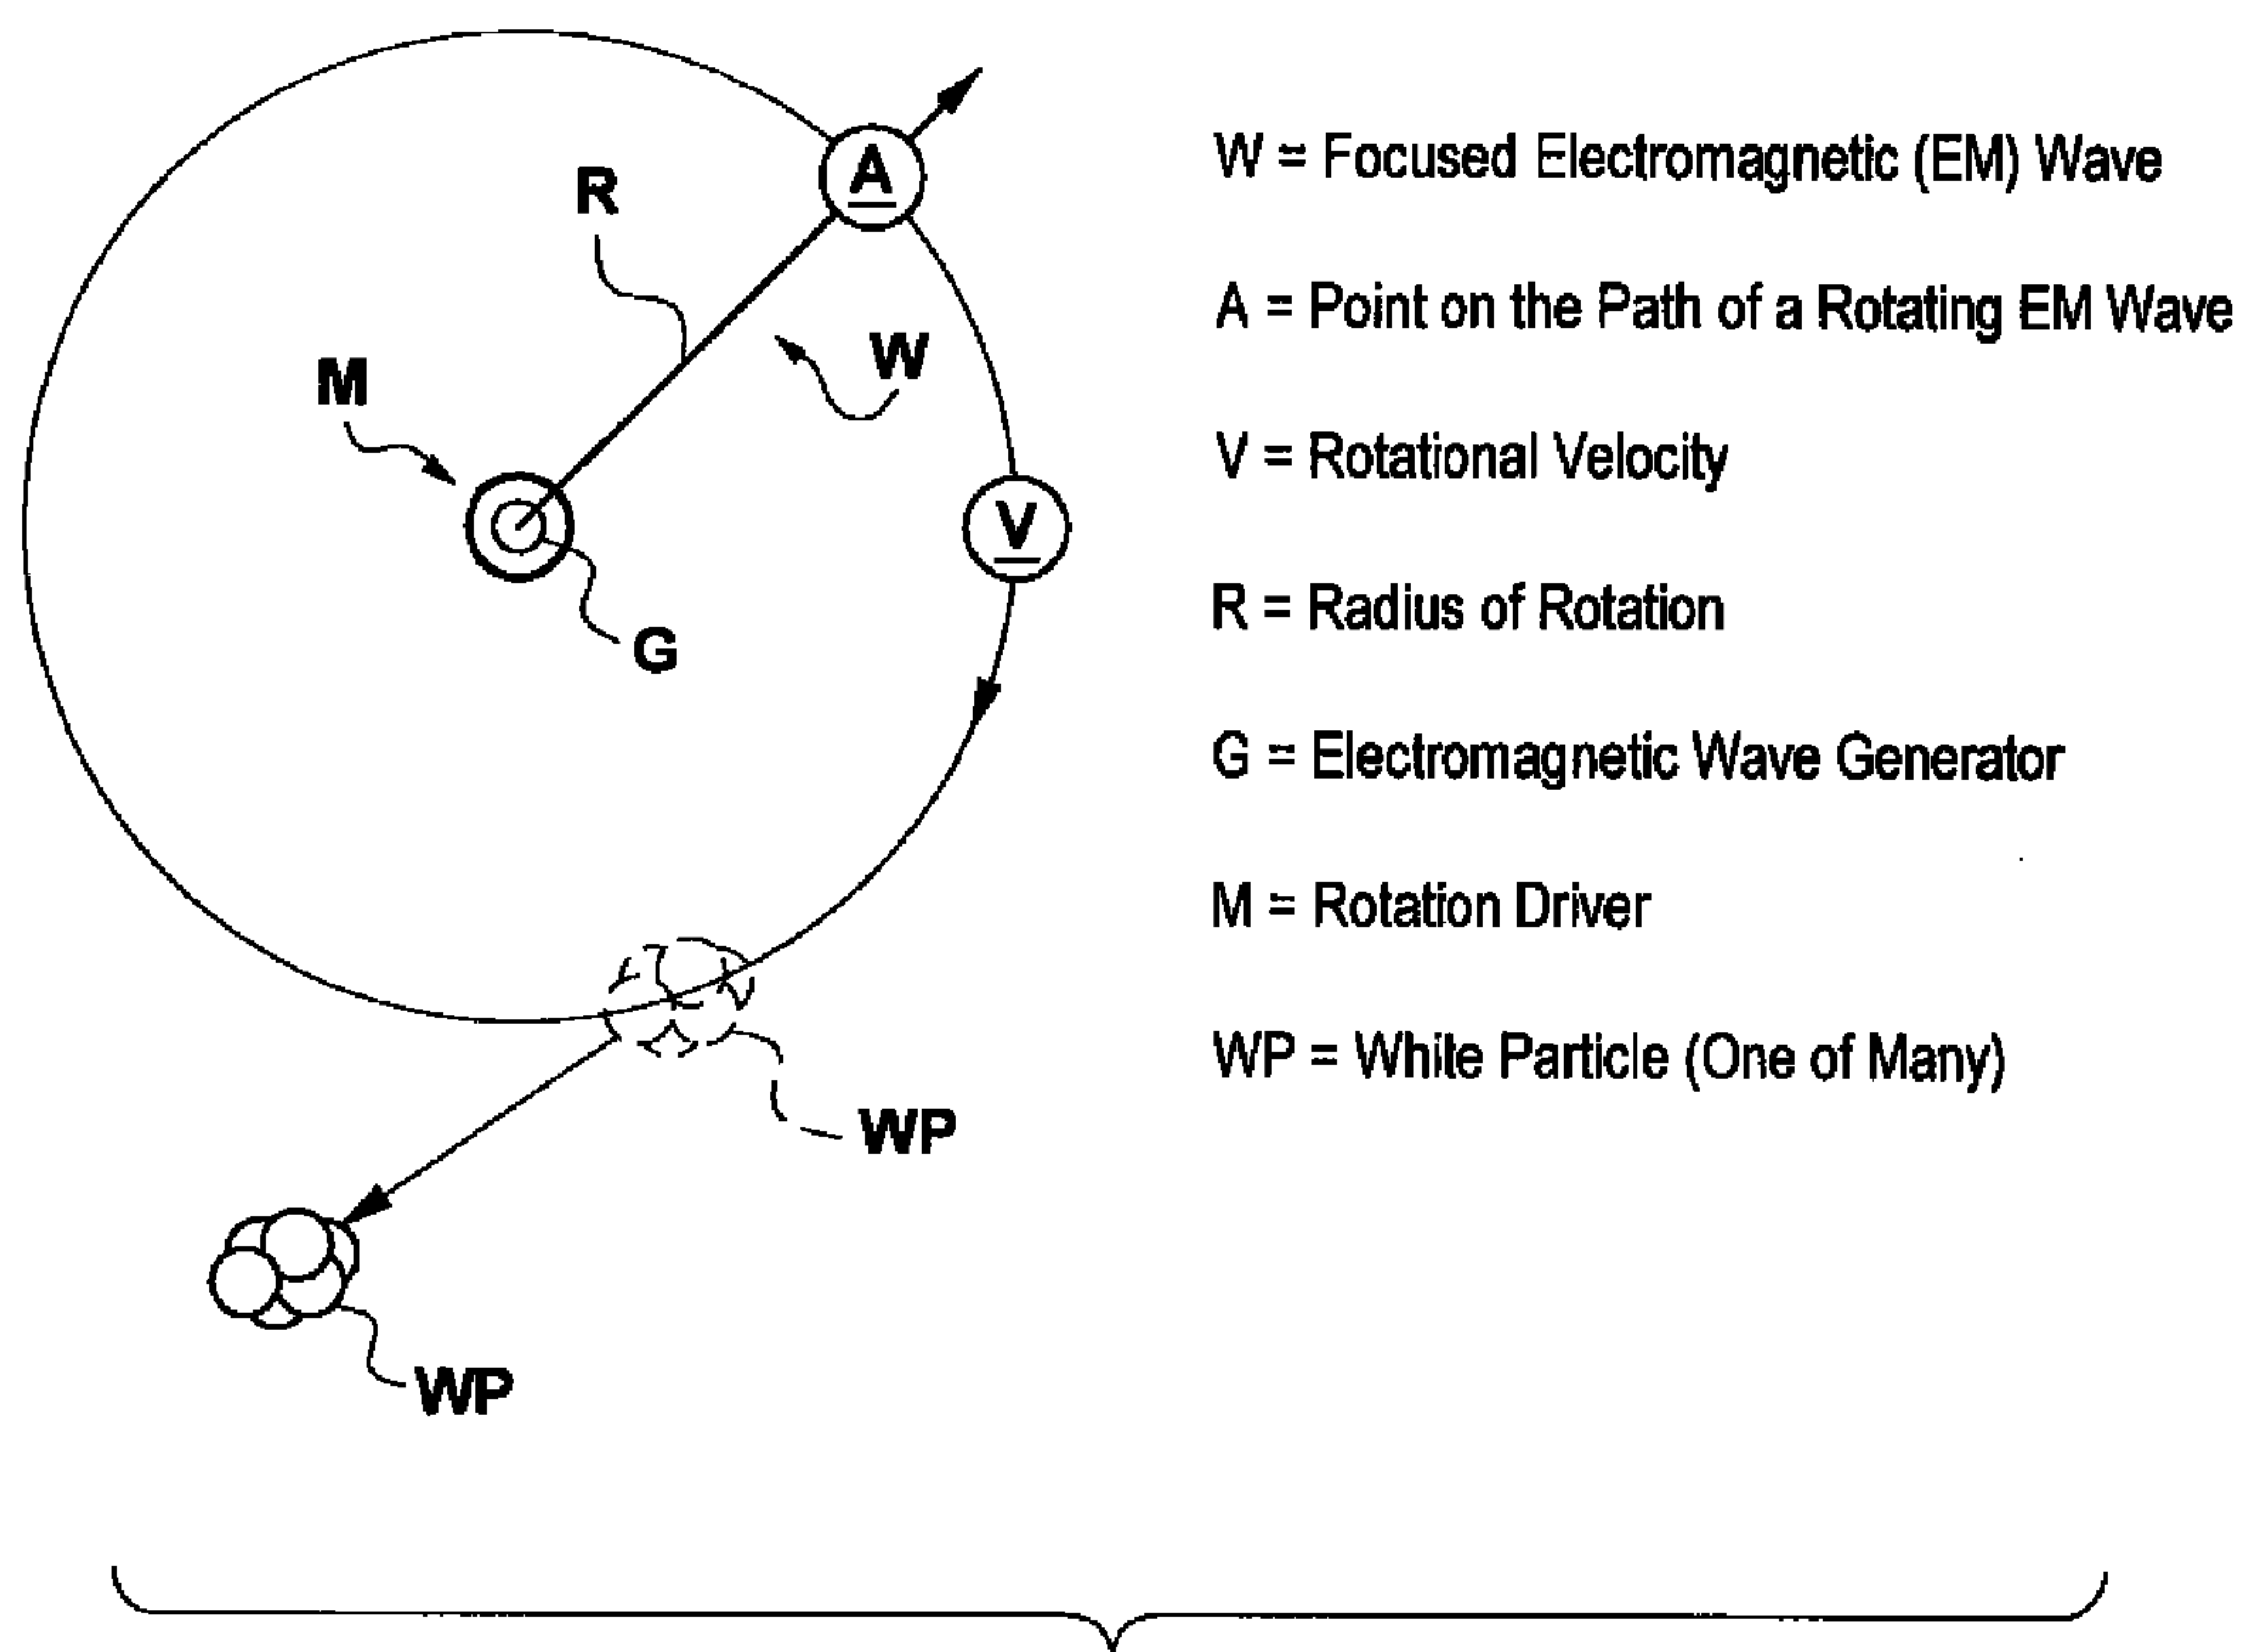 A
R
W
M
V
G
WP
WP
W = Focused Electromagnetic (EM) Wave
A = Point on the Path of a Rotating EM Wave
V = Rotational Velocity
R = Radius of Rotation
G = Electromagnetic Wave Generator
M = Rotation Driver
WP = White Particle (One of Many)